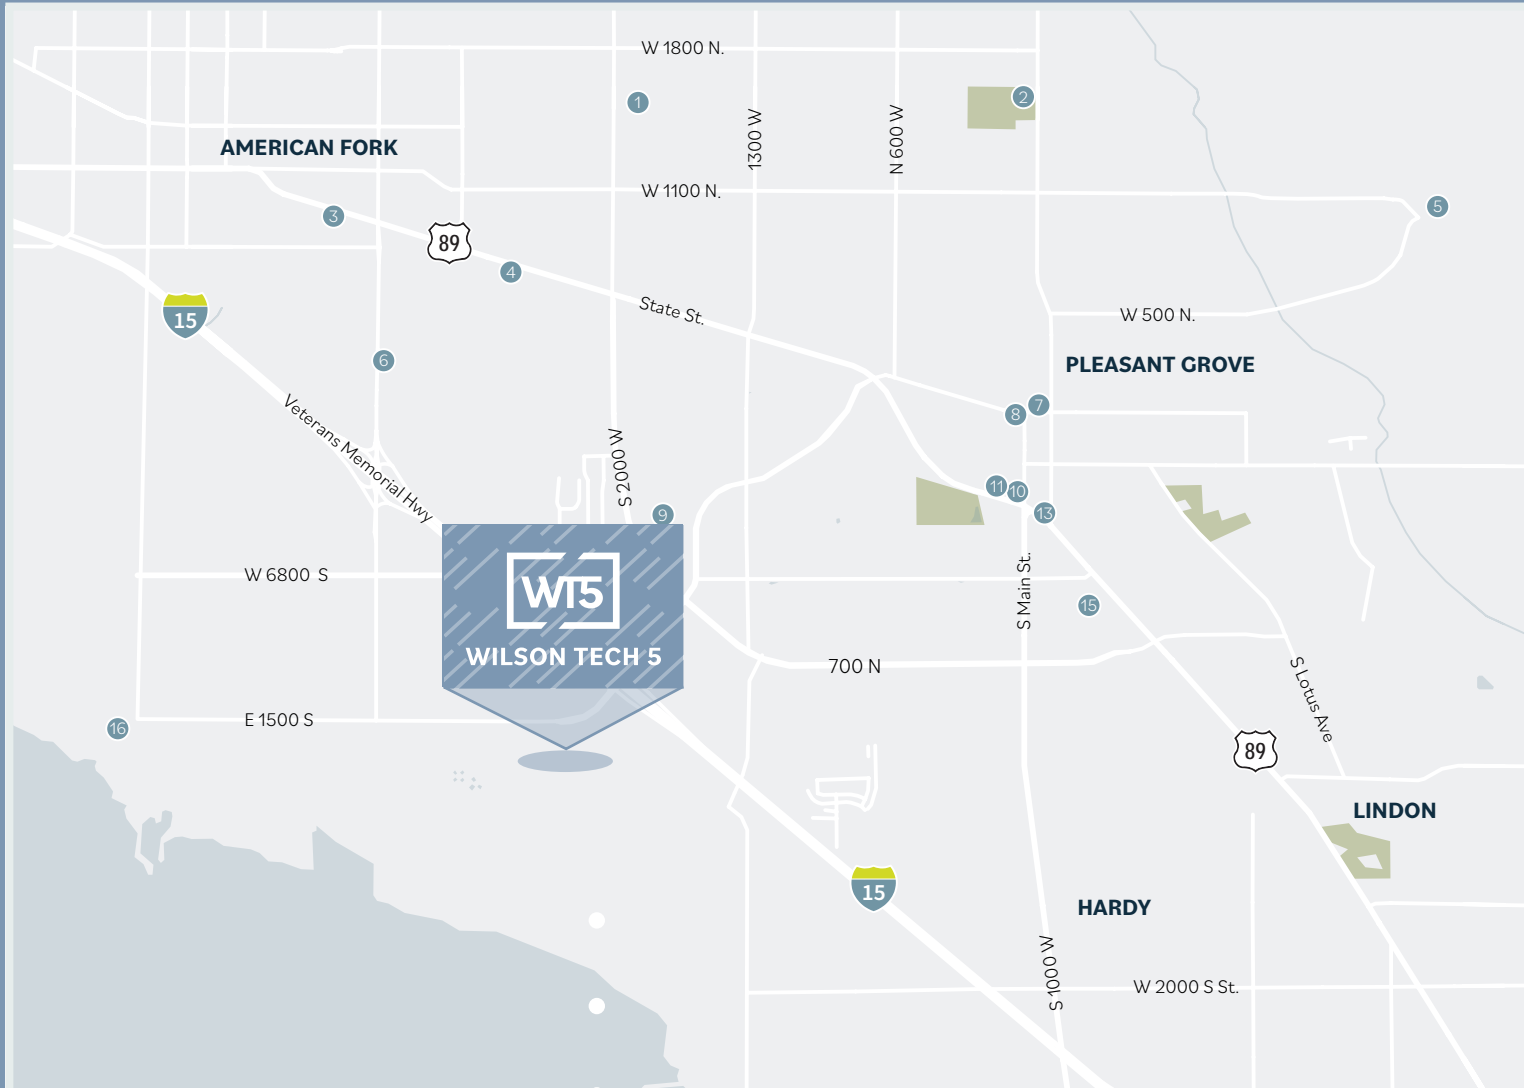 W 1800 N.
1
2
1300 W
N 600 W
AMERICAN FORK
W 1100 N.
3
5
89
4
State St.
15
W 500 N.
6
PLEASANT GROVE
Veterans Memorial Hwy
7
8
S 2000 W
11
10
9
13
W 6800 S
WT5
WILSON TECH 5
S Main St.
15
700 N
S Lotus Ave
E 1500 S
16
89
LINDON
15
HARDY
S 1000 W
W 2000 S St.